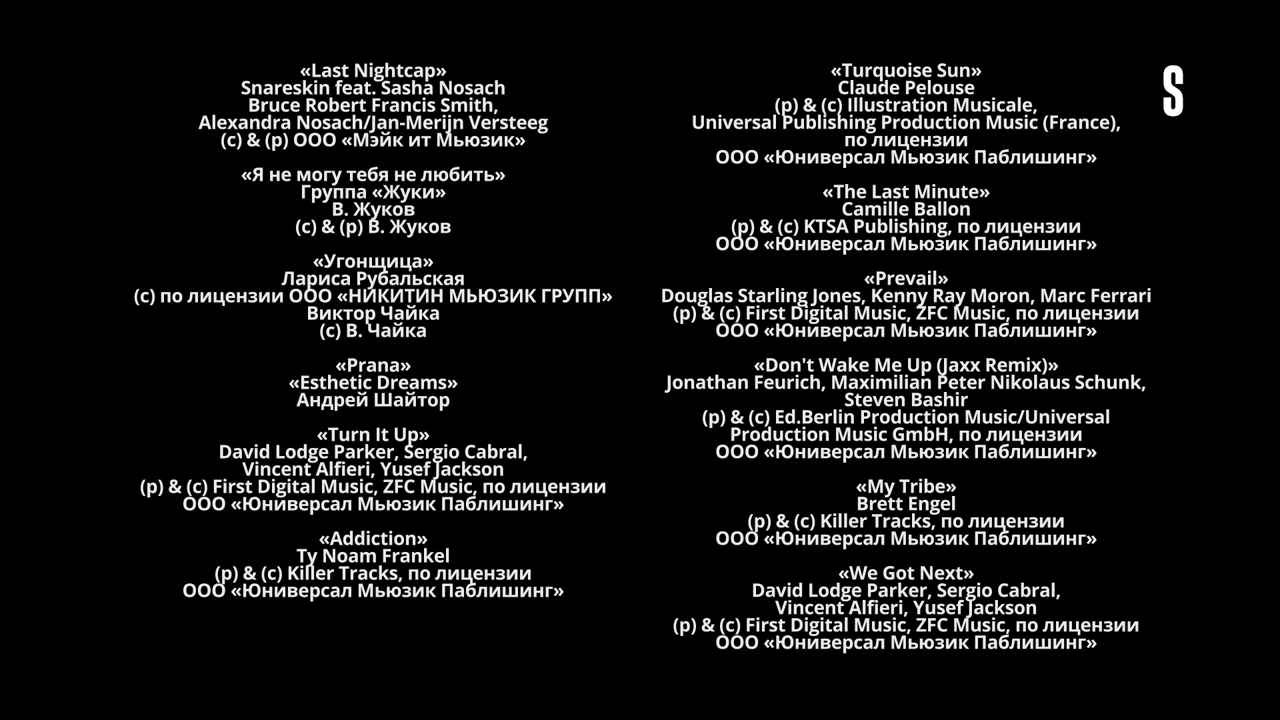 «Last Nightcap»
Snareskin feat. Sasha Nosach
Bruce Robert Francis Smith,
Alexandra Nosach/Jan-Merijn Versteeg
(c) & (p) ООО «Мэйк ит Мьюзик»
«Я не могу тебя не любить»
Группа «Жуки»
В. Жуков
(с) & (р) В. Жуков
«Угонщица»
Лариса Рубальская
(с) по лицензии ООО «НИКИТИН МЬЮЗИК ГРУПП»
Виктор Чайка
(с) В. Чайка
«Prana»
«Esthetic Dreams»
Андрей Шайтор
«Turn It Up»
David Lodge Parker, Sergio Cabral,
Vincent Alfieri, Yusef Jackson
(p) & (c) First Digital Music, ZFC Music, по лицензии
ООО «Юниверсал Мьюзик Паблишинг»
«Addiction»
Ty Noam Frankel
(p) & (c) Killer Tracks, по лицензии
ООО «Юниверсал Мьюзик Паблишинг»
«Turquoise Sun»
Claude Pelouse
(p) & (c) Illustration Musicale,
Universal Publishing Production Music (France),
по лицензии
ООО «Юниверсал Мьюзик Паблишинг»
«The Last Minute»
Camille Ballon
(p) & (c) KTSA Publishing, по лицензии
ООО «Юниверсал Мьюзик Паблишинг»
«Prevail»
Douglas Starling Jones, Kenny Ray Moron, Marc Ferrari
(p) & (c) First Digital Music, ZFC Music, по лицензии
ООО «Юниверсал Мьюзик Паблишинг»
«Don't Wake Me Up (Jaxx Remix)»
Jonathan Feurich, Maximilian Peter Nikolaus Schunk,
Steven Bashir
(p) & (c) Ed.Berlin Production Music/Universal
Production Music GmbH, по лицензии
ООО «Юниверсал Мьюзик Паблишинг»
«My Tribe»
Brett Engel
(p) & (c) Killer Tracks, по лицензии
ООО «Юниверсал Мьюзик Паблишинг»
«We Got Next»
David Lodge Parker, Sergio Cabral,
Vincent Alfieri, Yusef Jackson
(p) & (c) First Digital Music, ZFC Music, по лицензии
ООО «Юниверсал Мьюзик Паблишинг»
S